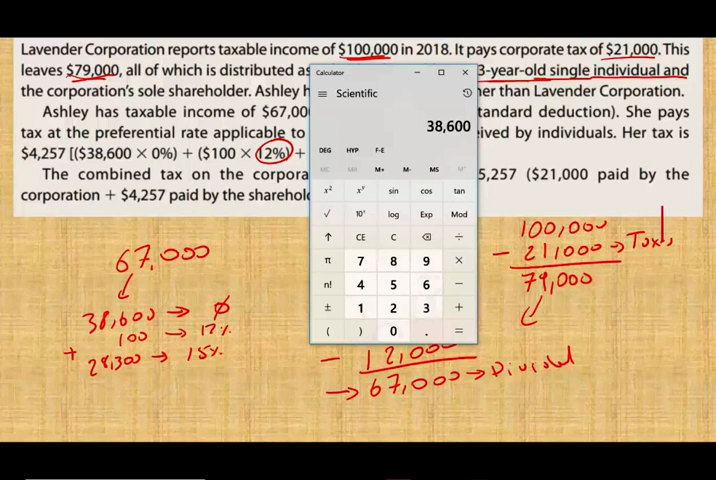 Lavender Corporation reports taxable income of $100,000 in 2018. It pays corporate tax of $21,000. This
leaves $79,000, all of which is distributed as 3-year-old single individual and
the corporation's sole shareholder. Ashley h her than Lavender Corporation.
Ashley has taxable income of $67,00 tandard deduction). She pays
tax at the preferential rate applicable to eived by individuals. Her tax is
$4,257 [($38,600 × 0%) + ($100 × 12%) +
The combined tax on the corpora 5,257 ($21,000 paid by the
corporation + $4,257 paid by the sharehol
Calculator
Scientific
38,600
DEG HYP F-E
MC MR M+ M- MS M˅
x² xʸ sin cos tan
√ 10ˣ log Exp Mod
↑ CE C ÷
π 7 8 9 ×
n! 4 5 6 −
± 1 2 3 +
( ) 0 . =
67,000
38,600 → 0
100 → 12%
+ 28,300 → 15%
100,000
- 21,000 → Tax
79,000
- 12,000
→ 67,000 → Dividend